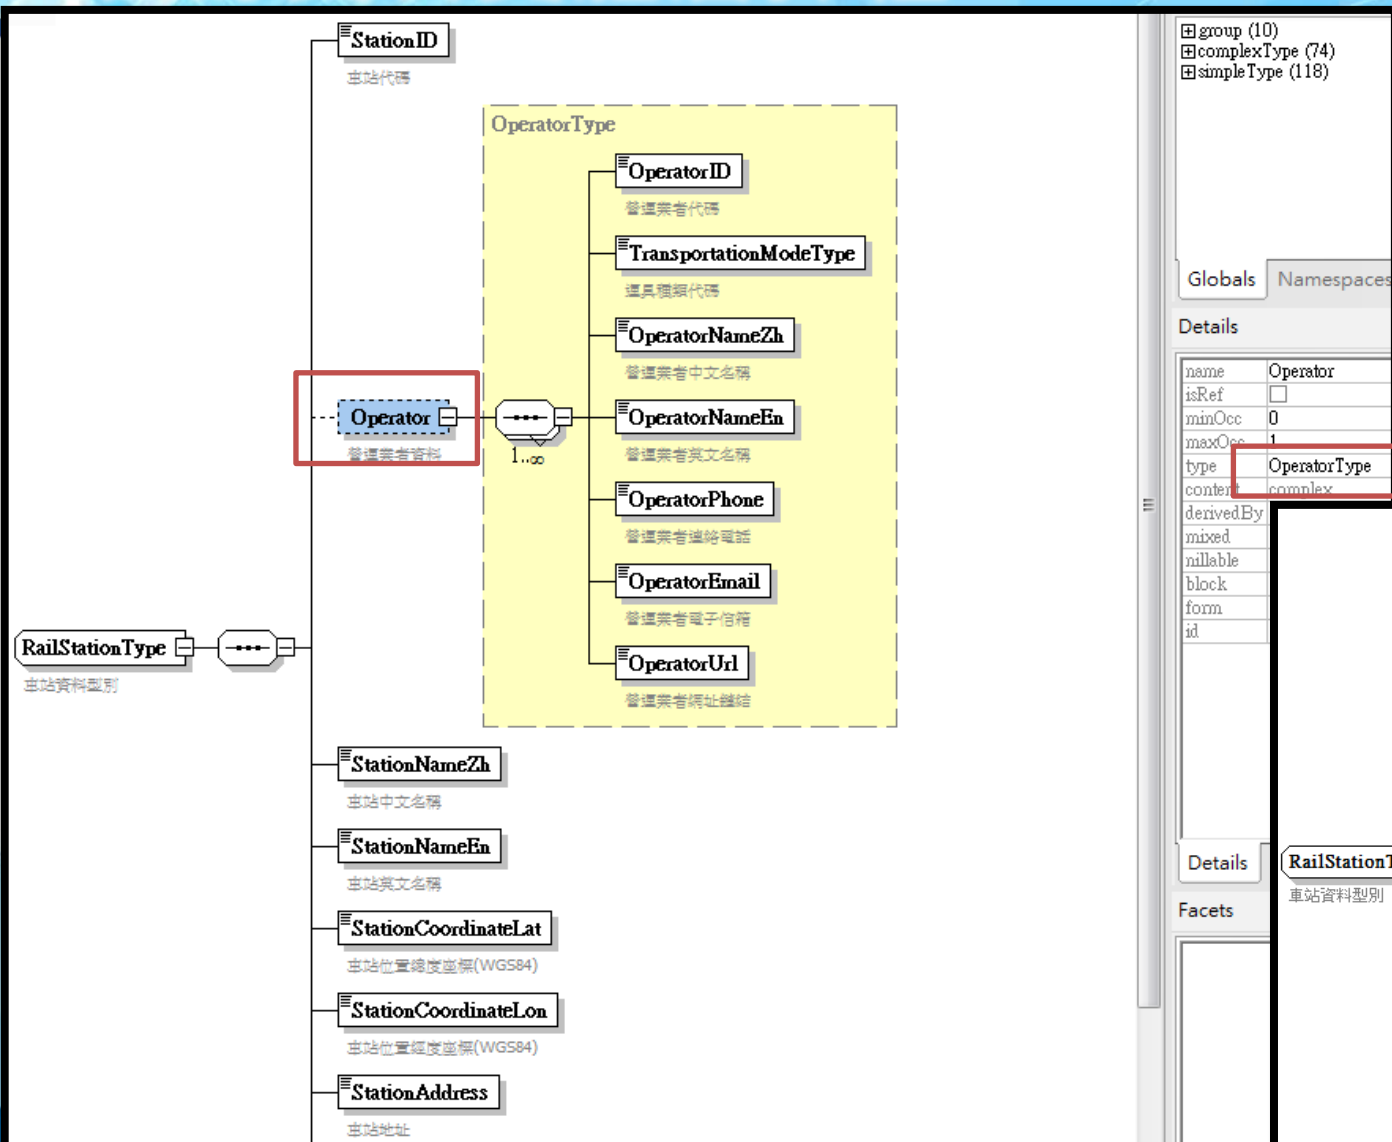 StationID
車站代碼
OperatorType
OperatorID
營運業者代碼
TransportationModeType
運具種類代碼
OperatorNameZh
營運業者中文名稱
Operator
營運業者資料
1..∞
OperatorNameEn
營運業者英文名稱
OperatorPhone
營運業者連絡電話
OperatorEmail
營運業者電子信箱
OperatorUrl
營運業者網址鏈結
RailStationType
車站資料型別
StationNameZh
車站中文名稱
StationNameEn
車站英文名稱
StationCoordinateLat
車站位置緯度座標(WGS84)
StationCoordinateLon
車站位置經度座標(WGS84)
StationAddress
車站地址
group (10)
complexType (74)
simpleType (118)
Globals Namespaces
Details
name Operator
isRef
minOcc 0
maxOcc 1
type OperatorType
content complex
derivedBy
mixed
nillable
block
form
id
Details
Facets
RailStationT
車站資料型別